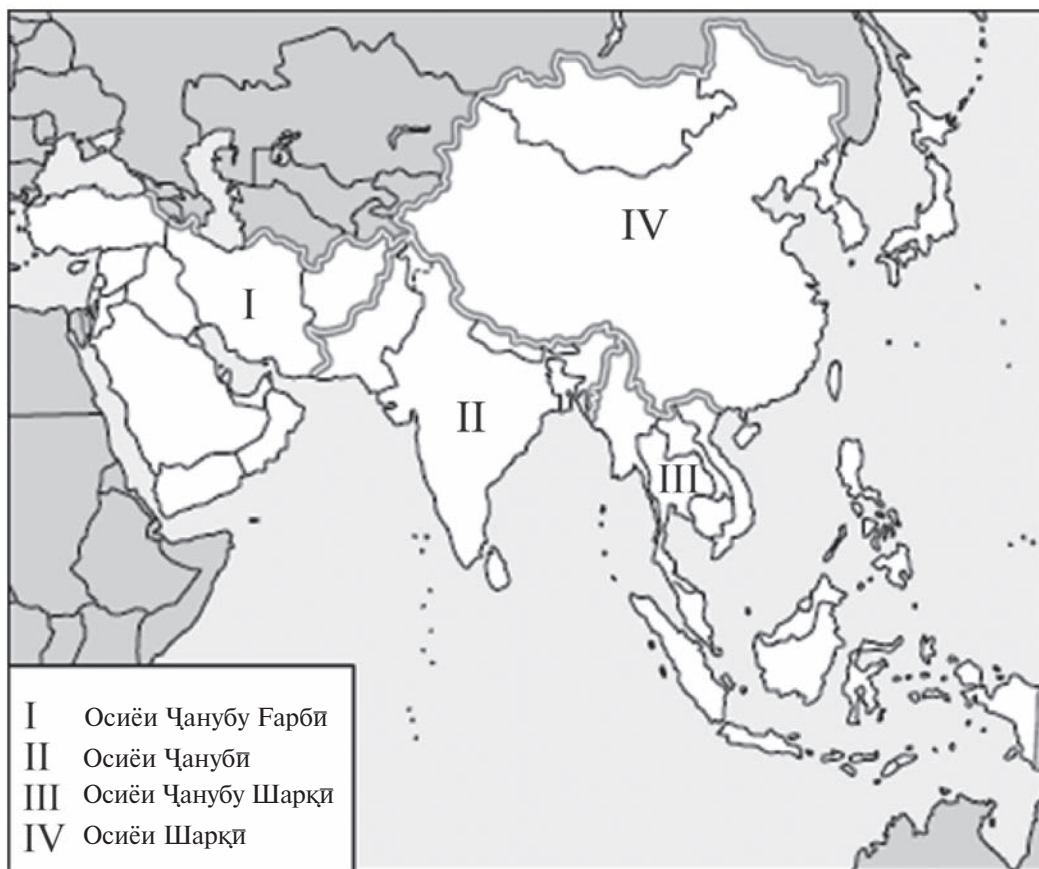 IV
I
II
III
I Осиёи Ҷанубу Ғарбӣ
II Осиёи Ҷанубӣ
III Осиёи Ҷанубу Шарқӣ
IV Осиёи Шарқӣ